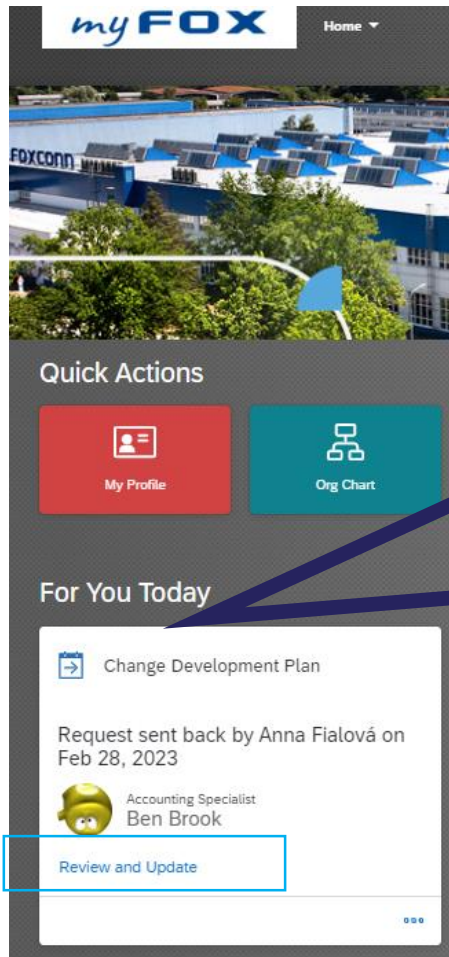 my FOX
Home
FOXCONN
Quick Actions
My Profile
Org Chart
For You Today
Change Development Plan
Request sent back by Anna Fialová on
Feb 28, 2023
Accounting Specialist
Ben Brook
Review and Update